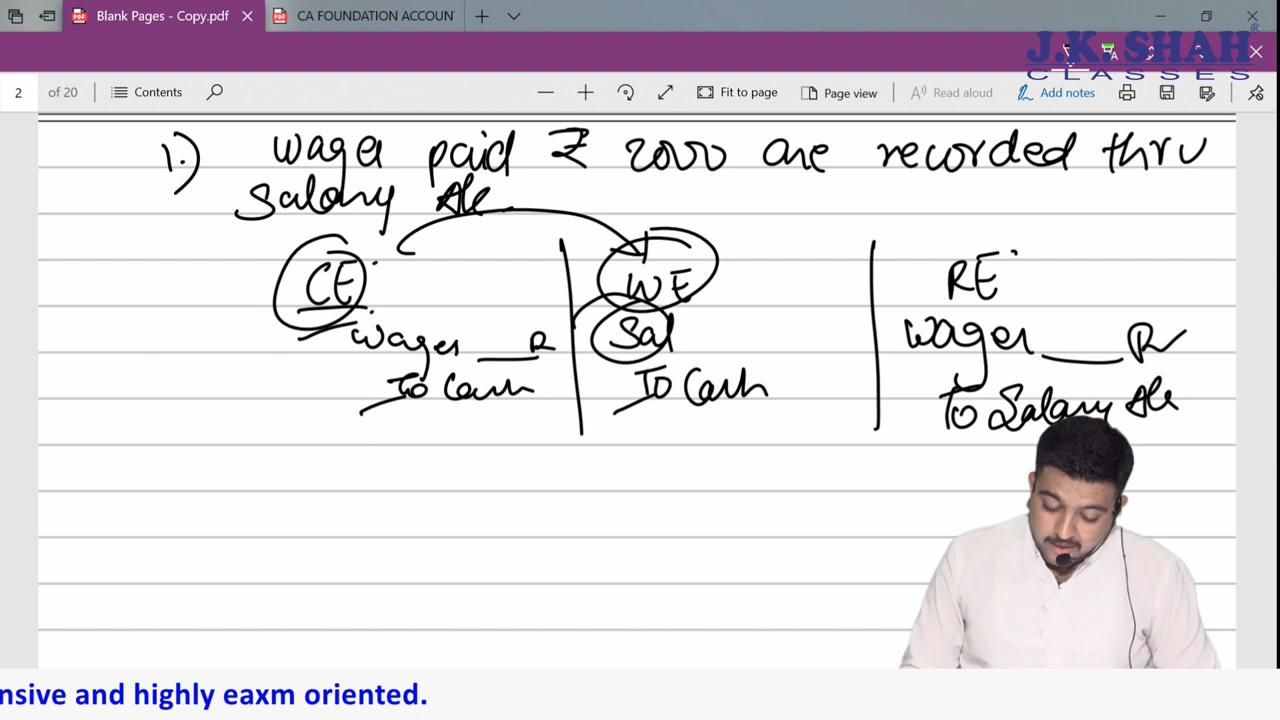 Blank Pages - Copy.pdf
CA FOUNDATION ACCOUN
J.K. SHAH®
CLASSES
2 of 20 Contents Fit to page Page view Read aloud Add notes
1.) wages paid ₹ 2000 are recorded thru
Salary A/c
CE WE RE
wages Sal wages
To Cash To Cash To Salary A/c
nsive and highly eaxm oriented.